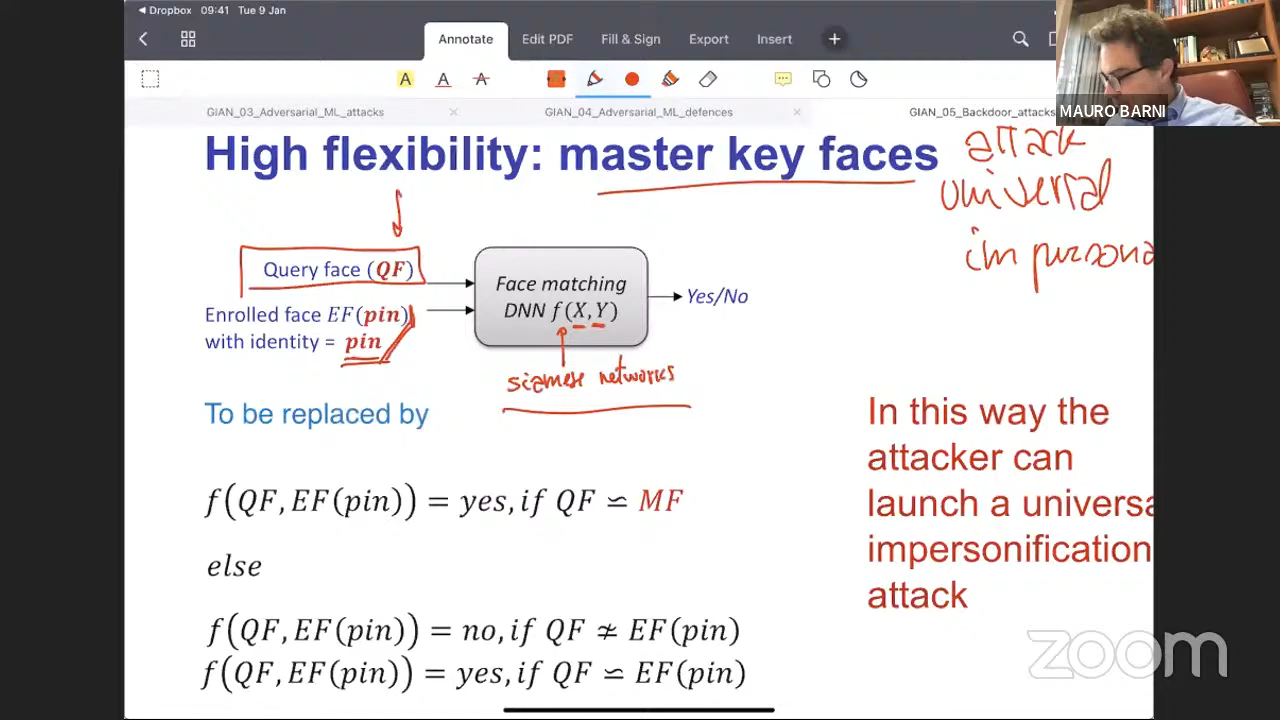 Dropbox 09:41 Tue 9 Jan
Annotate Edit PDF Fill & Sign Export Insert
MAURO BARNI
GIAN_03_Adversarial_ML_attacks GIAN_04_Adversarial_ML_defences GIAN_05_Backdoor_attacks
High flexibility: master key faces
attack
universal
impersona
Query face (QF)
Enrolled face EF(pin)
with identity = pin
Face matching
DNN f(X,Y)
Yes/No
siamese networks
To be replaced by
f(QF, EF(pin)) = yes, if QF ≃ MF
else
f(QF, EF(pin)) = no, if QF ≄ EF(pin)
f(QF, EF(pin)) = yes, if QF ≃ EF(pin)
In this way the
attacker can
launch a universa
impersonification
attack
zoom